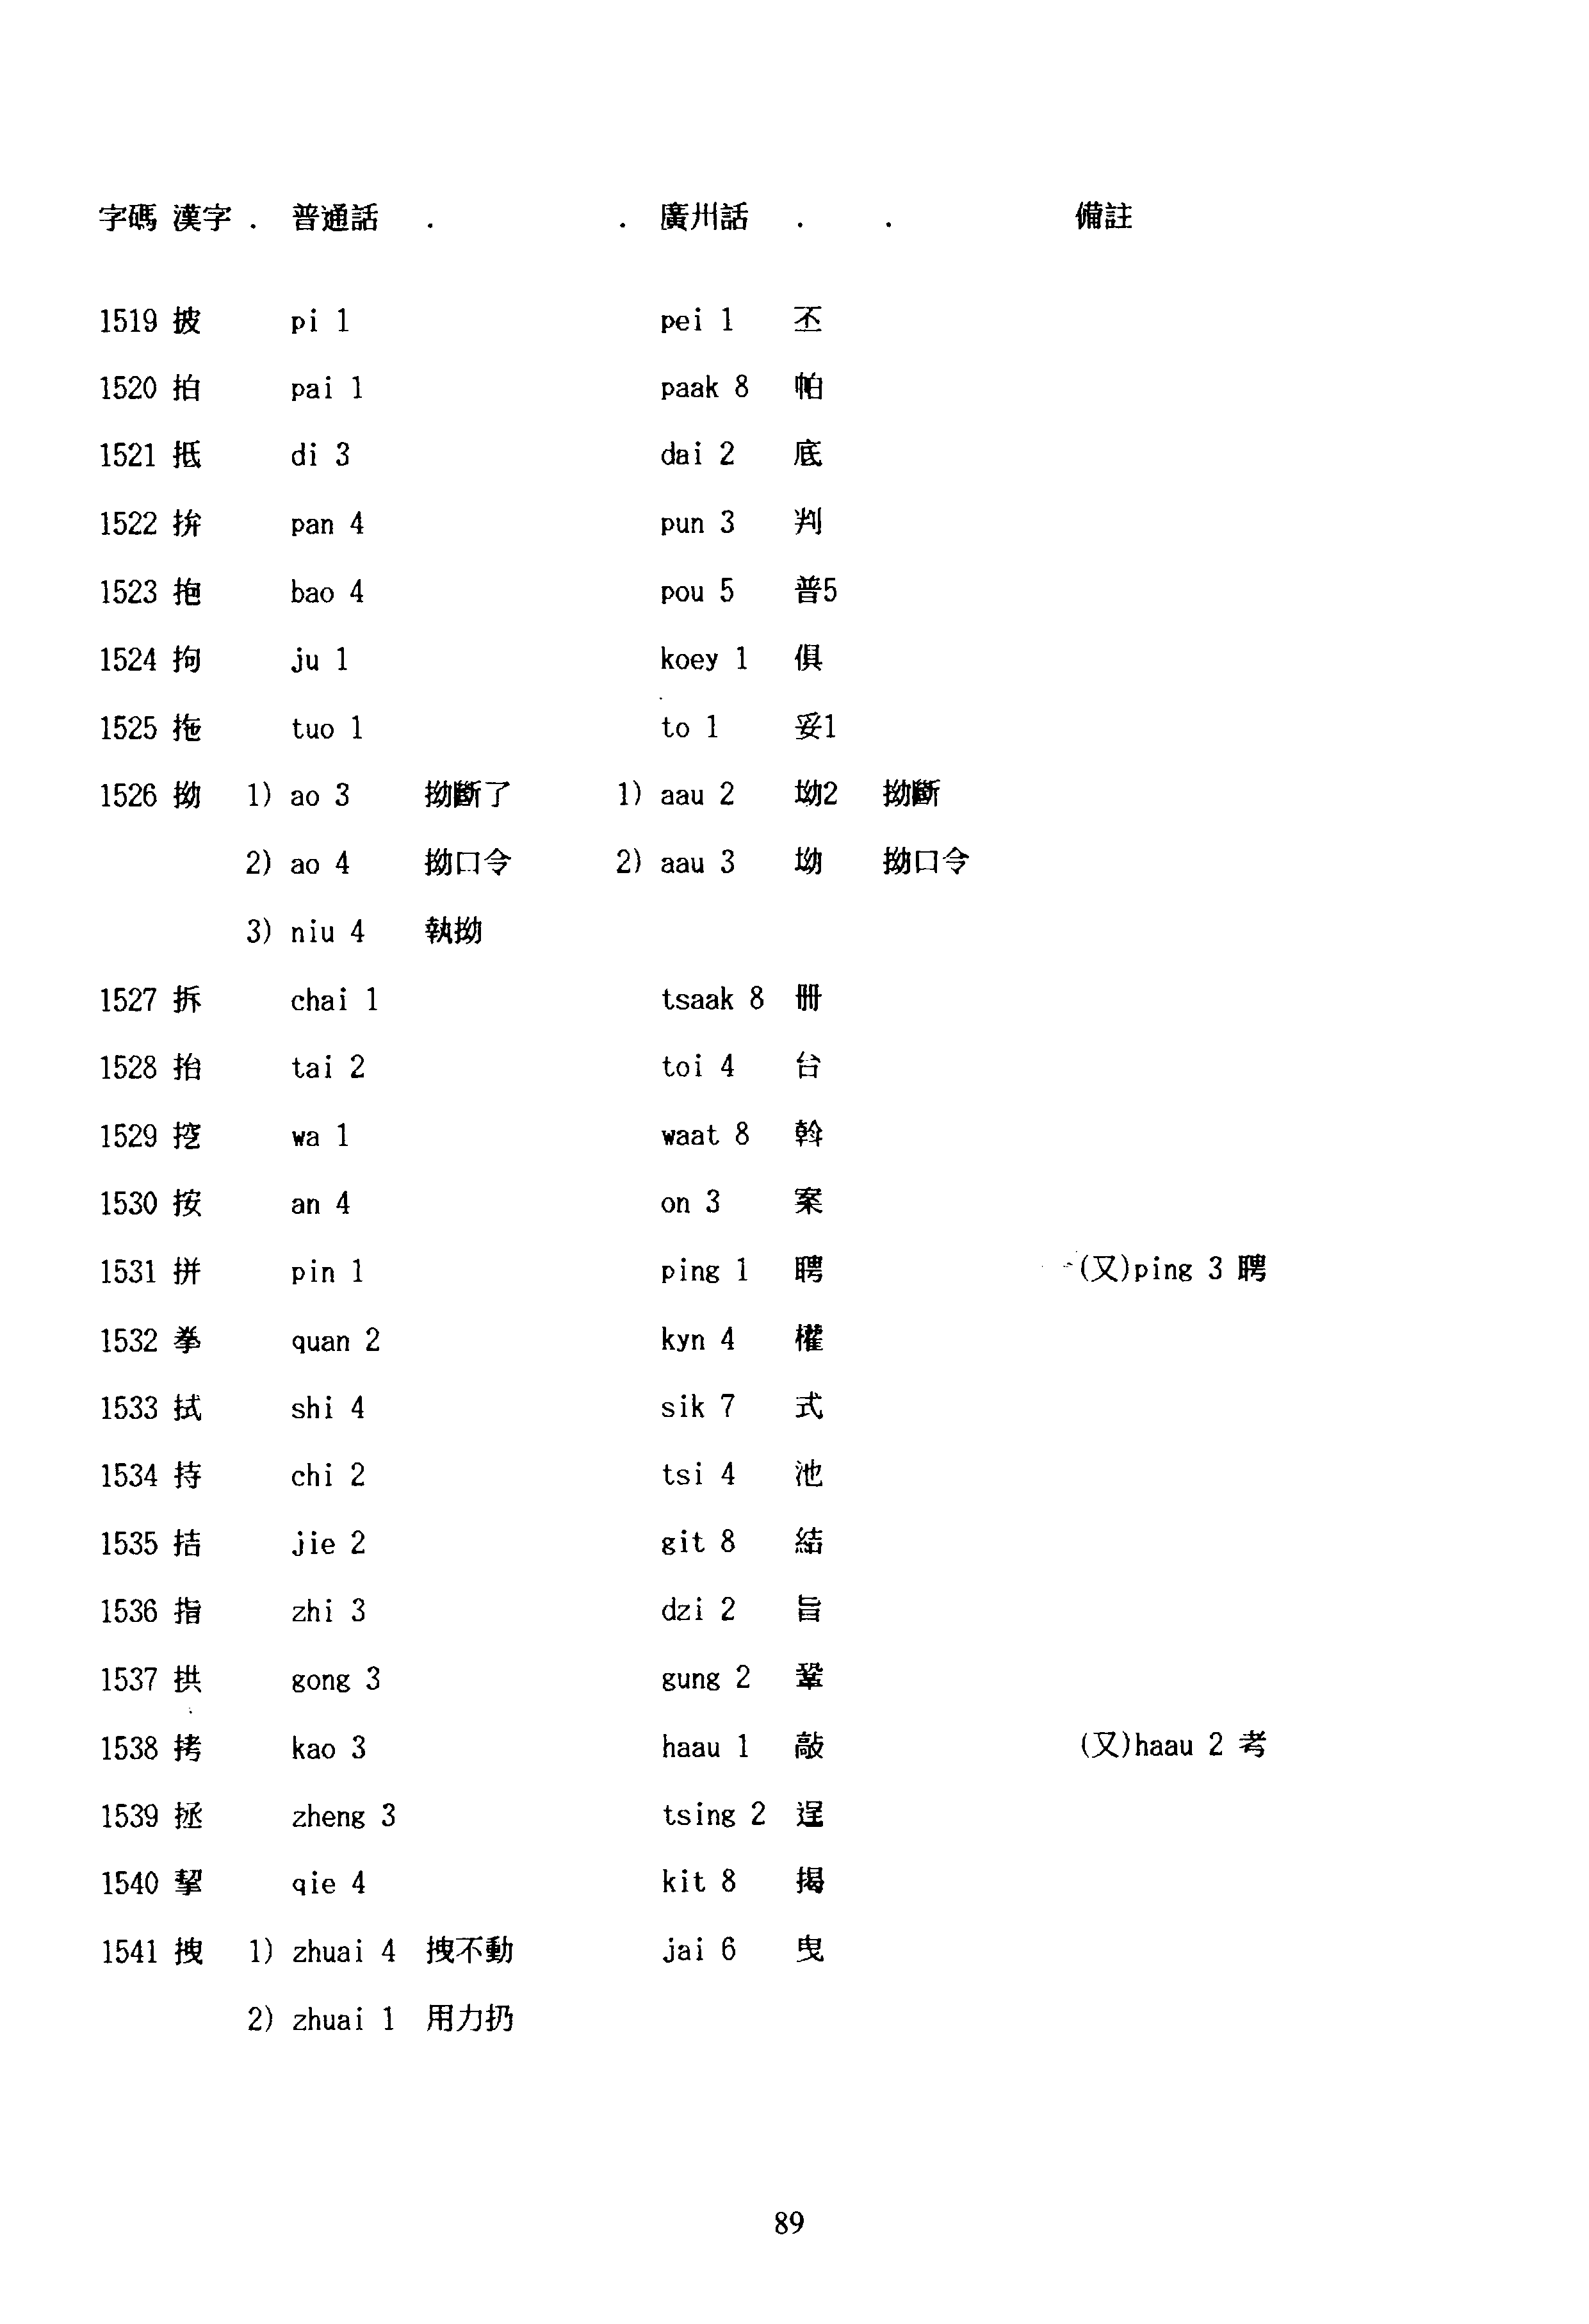 字碼 漢字 . 普通話 . . 廣州話 . . 備註
1519 披 pi 1 pei 1 丕
1520 拍 pai 1 paak 8 帕
1521 抵 di 3 dai 2 底
1522 拚 pan 4 pun 3 判
1523 抱 bao 4 pou 5 普5
1524 拘 ju 1 koey 1 俱
1525 拖 tuo 1 to 1 妥1
1526 拗 1) ao 3 拗斷了 1) aau 2 坳2 拗斷
2) ao 4 拗口令 2) aau 3 坳 拗口令
3) niu 4 執拗
1527 拆 chai 1 tsaak 8 冊
1528 抬 tai 2 toi 4 台
1529 挖 wa 1 waat 8 斡
1530 按 an 4 on 3 案
1531 拼 pin 1 ping 1 聘 (又)ping 3 聘
1532 拳 quan 2 kyn 4 權
1533 拭 shi 4 sik 7 式
1534 持 chi 2 tsi 4 池
1535 拮 jie 2 git 8 結
1536 指 zhi 3 dzi 2 旨
1537 拱 gong 3 gung 2 鞏
1538 拷 kao 3 haau 1 敲 (又)haau 2 考
1539 拯 zheng 3 tsing 2 逞
1540 挈 qie 4 kit 8 揭
1541 拽 1) zhuai 4 拽不動 jai 6 曳
2) zhuai 1 用力扔
89